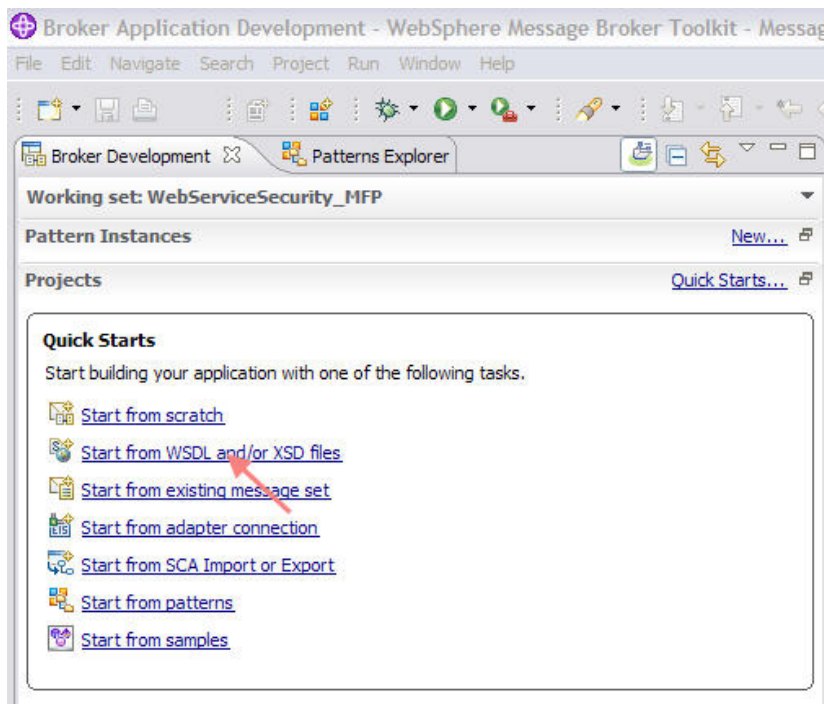 Broker Application Development - WebSphere Message Broker Toolkit - Messag
File Edit Navigate Search Project Run Window Help
Broker Development Patterns Explorer
Working set: WebServiceSecurity_MFP
Pattern Instances New...
Projects Quick Starts...
Quick Starts
Start building your application with one of the following tasks.
Start from scratch
Start from WSDL and/or XSD files
Start from existing message set
Start from adapter connection
Start from SCA Import or Export
Start from patterns
Start from samples